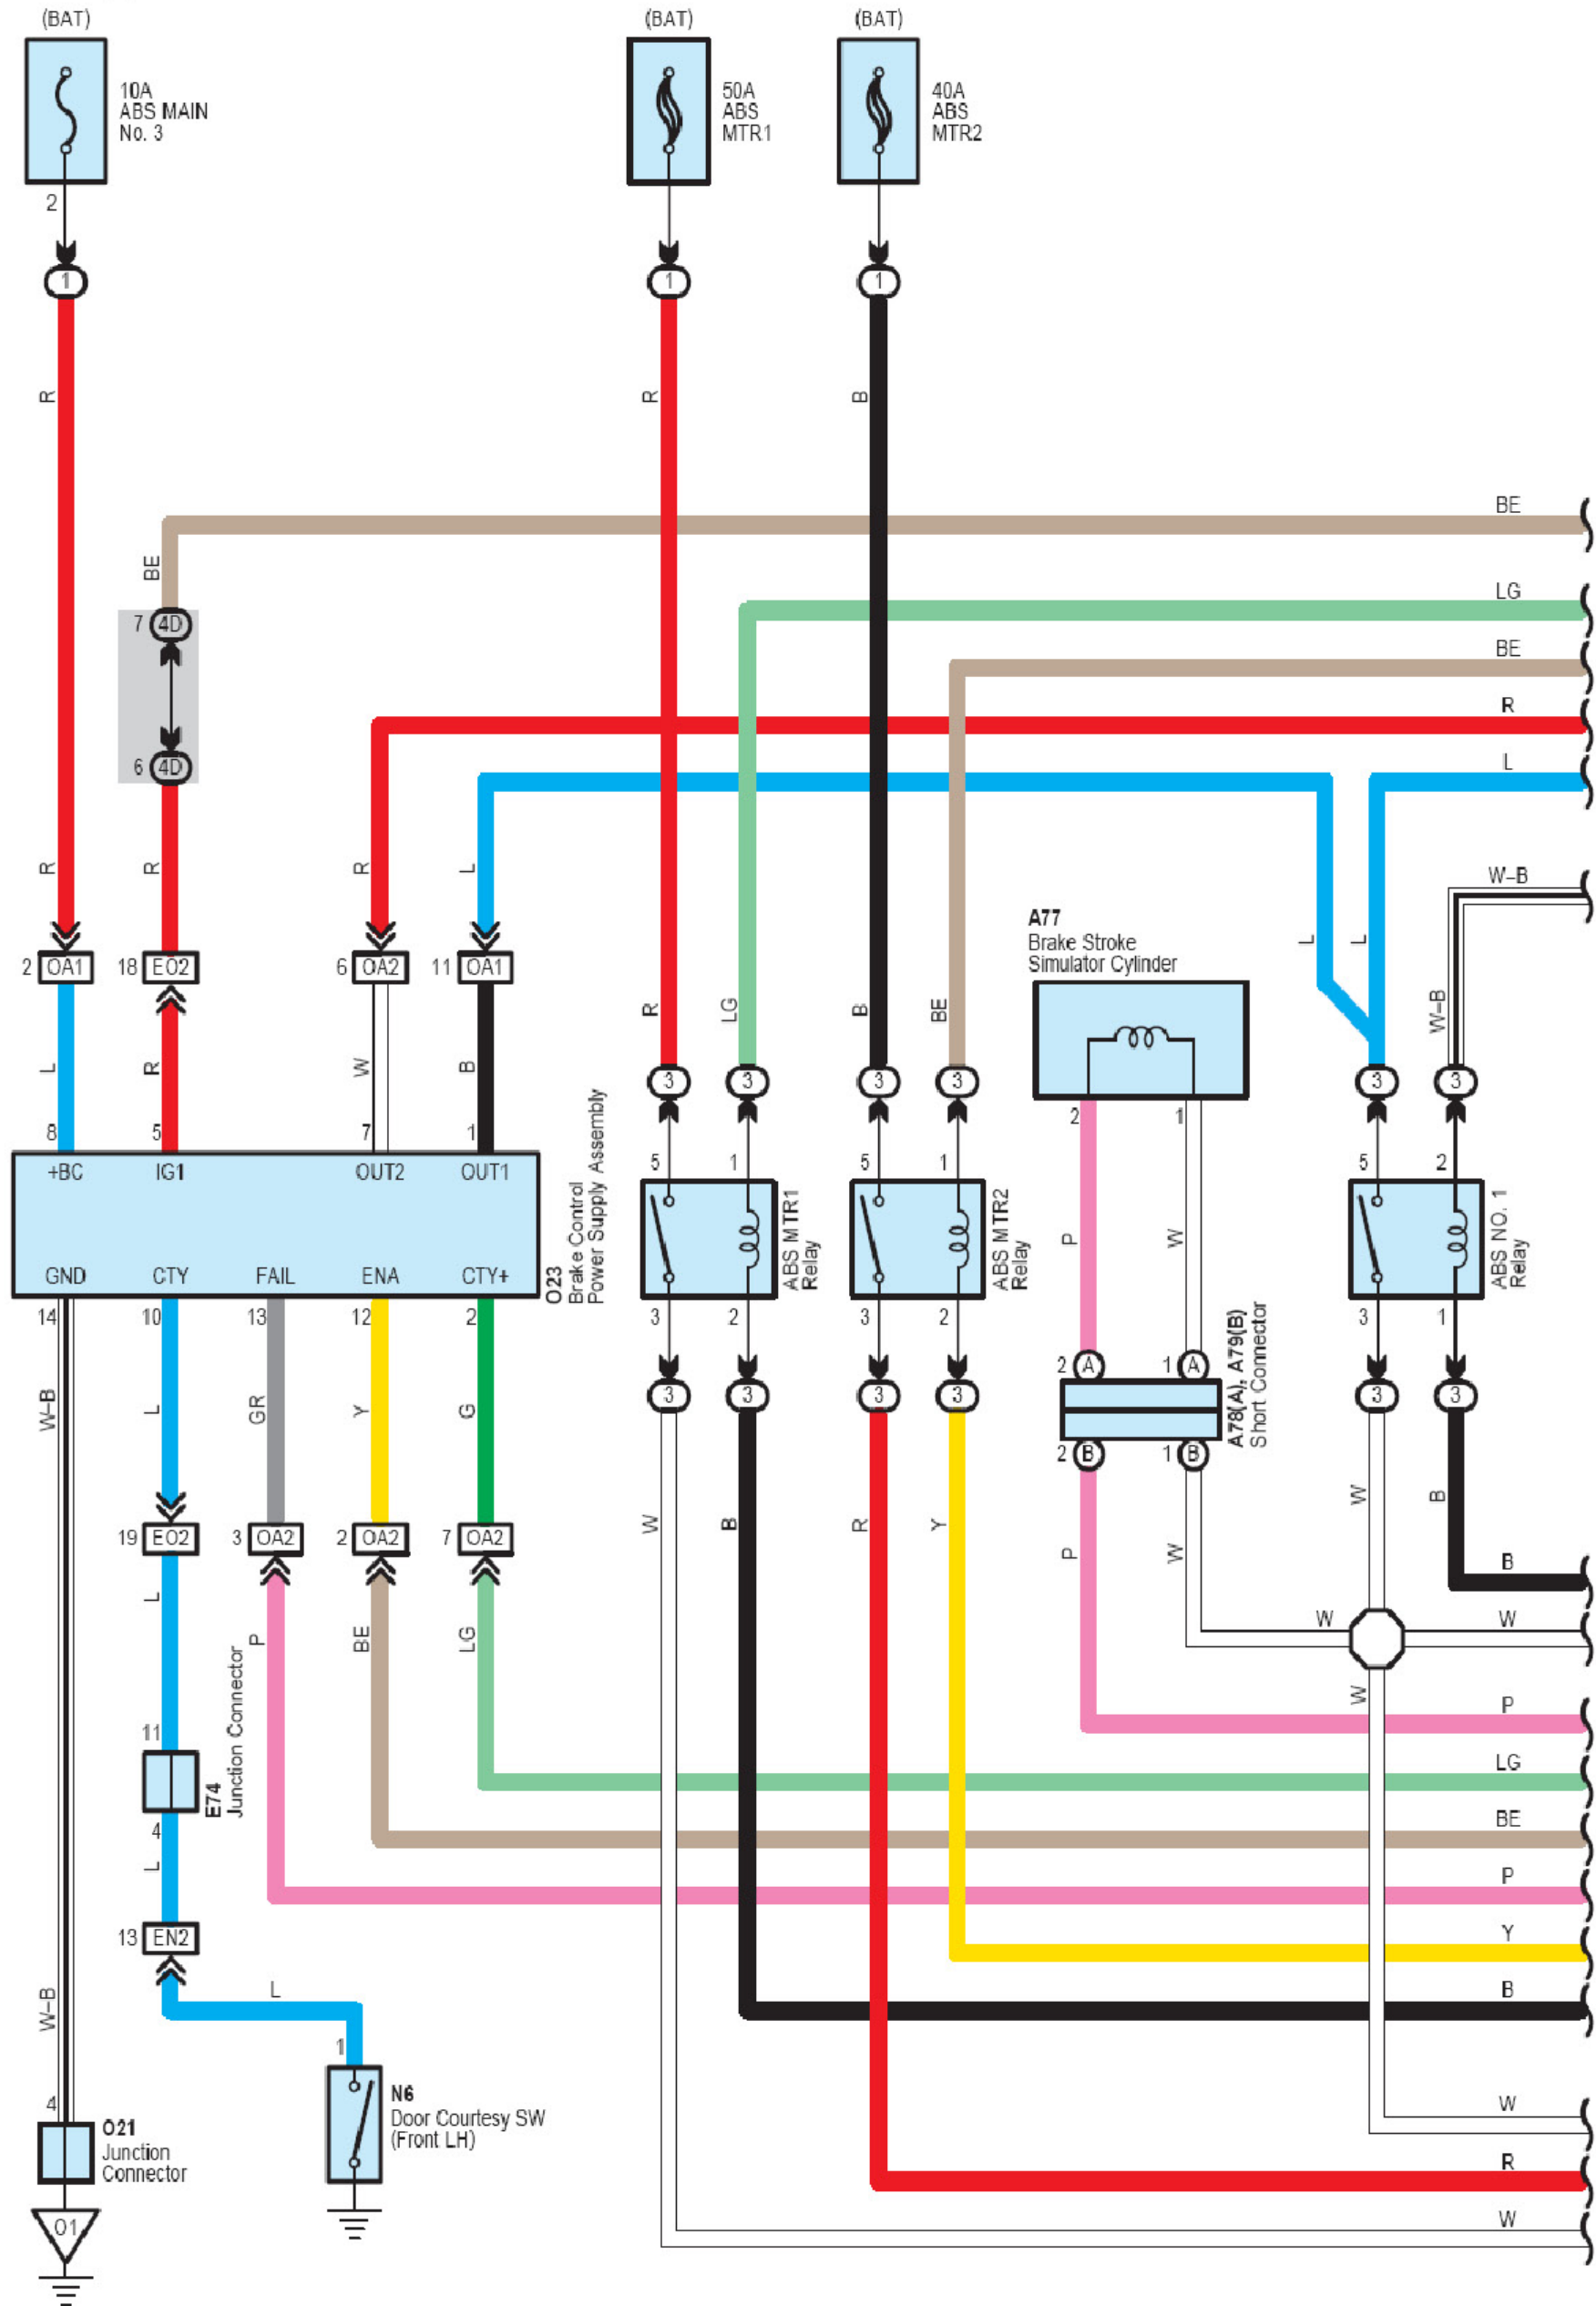 (BAT)
(BAT)
(BAT)
10A
ABS MAIN
No. 3
50A
ABS
MTR1
40A
ABS
MTR2
2
1
1
1
R
R
B
BE
BE
LG
BE
7
4D
R
6
4D
L
R
R
R
L
W-B
A77
Brake Stroke
Simulator Cylinder
L
L
2
OA1
18
EO2
6
OA2
11
OA1
R
LG
B
BE
W-B
L
R
W
B
3
3
3
3
3
3
8
5
7
1
2
1
+BC
IG1
OUT2
OUT1
5
1
5
1
5
2
O23
Brake Control
Power Supply Assembly
ABS MTR1
Relay
ABS MTR2
Relay
P
W
ABS NO. 1
Relay
GND
CTY
FAIL
ENA
CTY+
14
10
13
12
2
3
2
3
2
3
1
2
A
1
A
A78(A), A79(B)
Short Connector
3
3
3
3
3
3
W-B
L
GR
Y
G
2
B
1
B
W
B
W
B
R
Y
P
W
19
EO2
3
OA2
2
OA2
7
OA2
B
L
P
BE
LG
W
W
W
P
11
E74
Junction Connector
4
LG
BE
L
P
13
EN2
Y
L
B
W-B
1
N6
Door Courtesy SW
(Front LH)
4
O21
Junction
Connector
W
R
O1
W